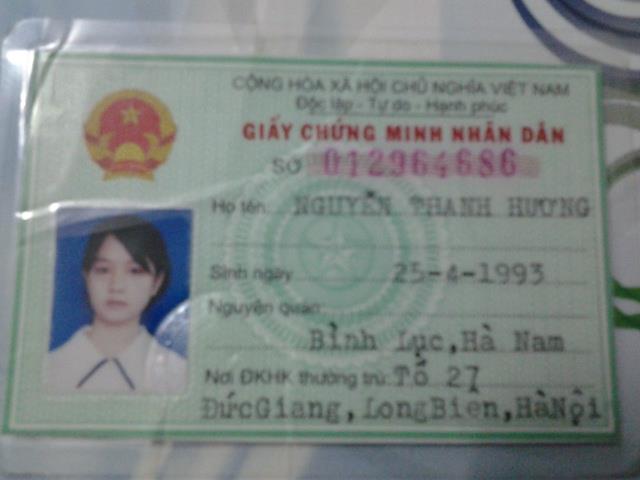 CỘNG HÒA XÃ HỘI CHỦ NGHĨA VIỆT NAM
Độc lập - Tự do - Hạnh phúc
GIẤY CHỨNG MINH NHÂN DÂN
SỐ 012964686
Họ tên: NGUYỄN THANH HƯƠNG
Sinh ngày 25-4-1993
Nguyên quán:
Bình Lục,Hà Nam
Nơi ĐKHK thường trú: Tổ 27
ĐứcGiang,LongBiên,HàNội